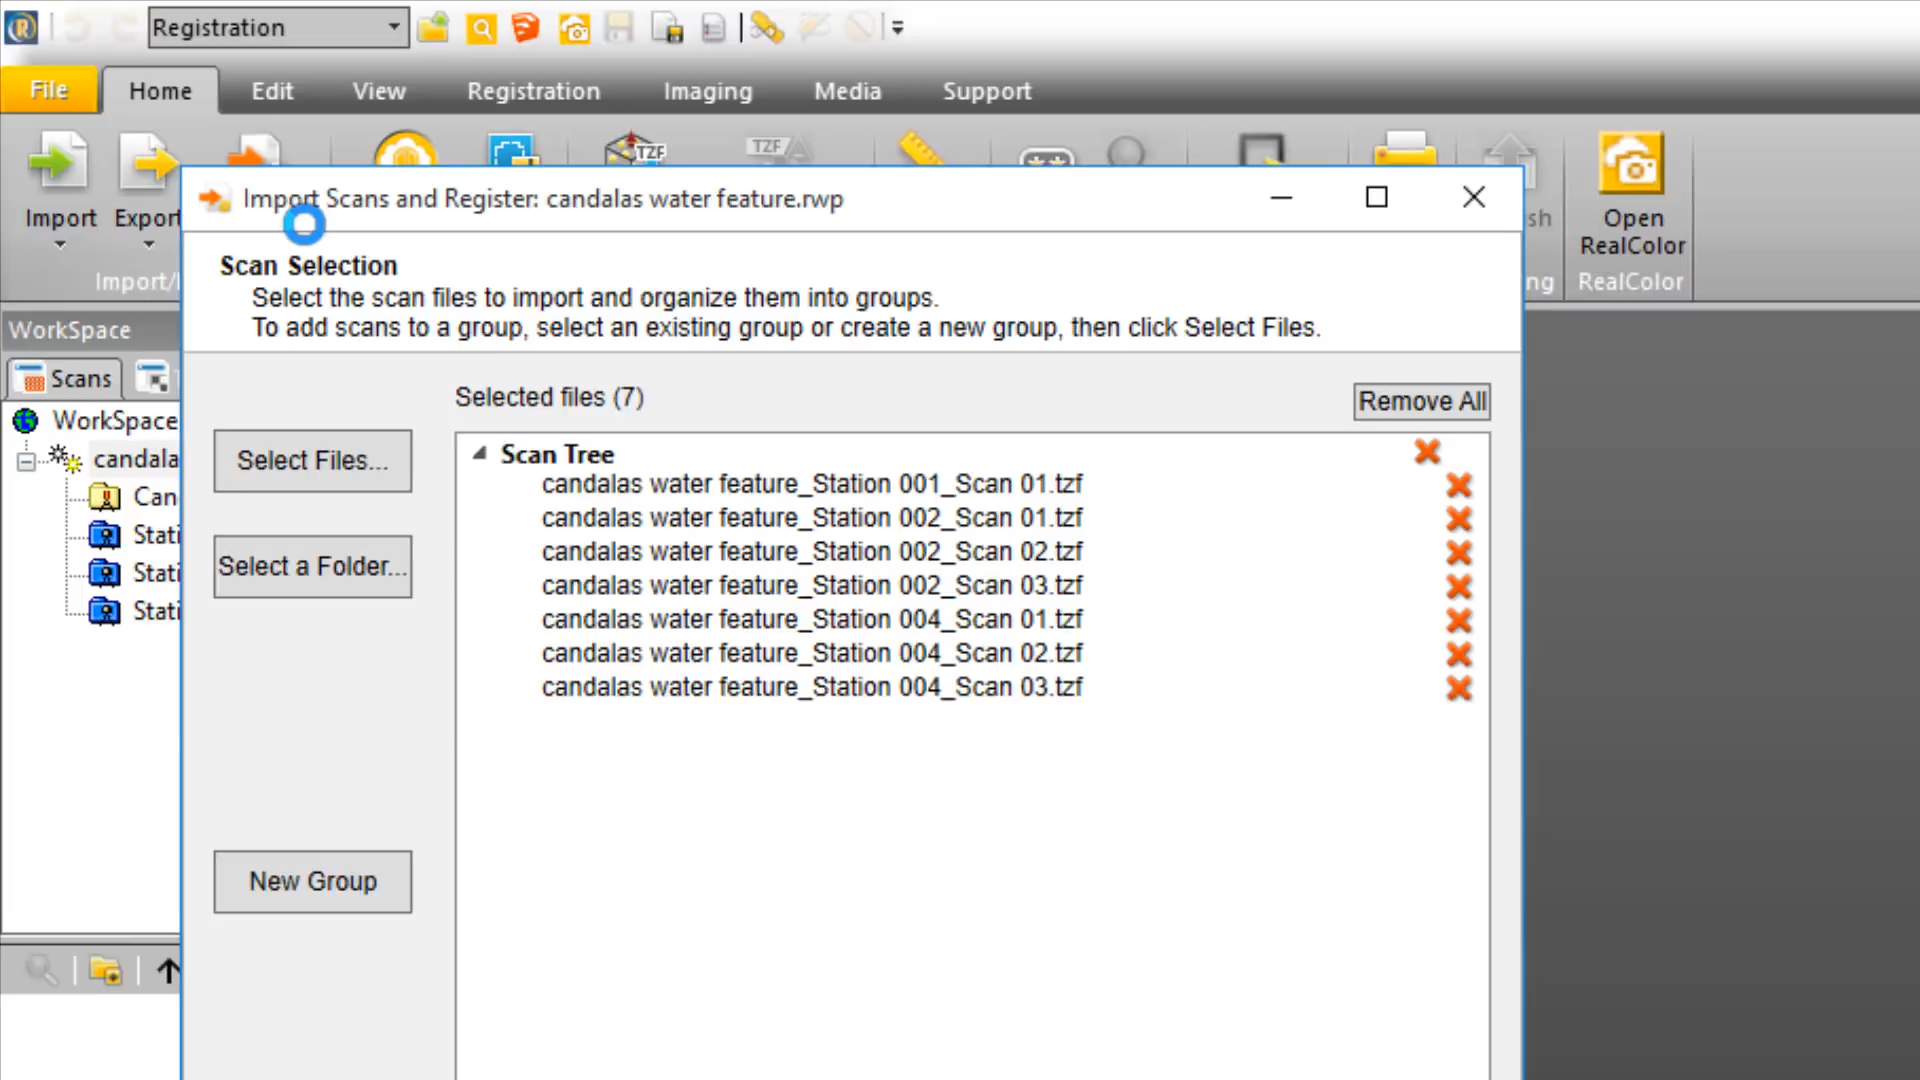 Registration
File Home Edit View Registration Imaging Media Support
TZF
TZF
Import
Export
Open
RealColor
RealColor
Import Scans and Register: candalas water feature.rwp
Scan Selection
Select the scan files to import and organize them into groups.
To add scans to a group, select an existing group or create a new group, then click Select Files.
WorkSpace
Scans
WorkSpace
candala
Can
Stati
Stati
Stati
Selected files (7)
Remove All
Select Files...
Select a Folder...
New Group
Scan Tree
candalas water feature_Station 001_Scan 01.tzf
candalas water feature_Station 002_Scan 01.tzf
candalas water feature_Station 002_Scan 02.tzf
candalas water feature_Station 002_Scan 03.tzf
candalas water feature_Station 004_Scan 01.tzf
candalas water feature_Station 004_Scan 02.tzf
candalas water feature_Station 004_Scan 03.tzf